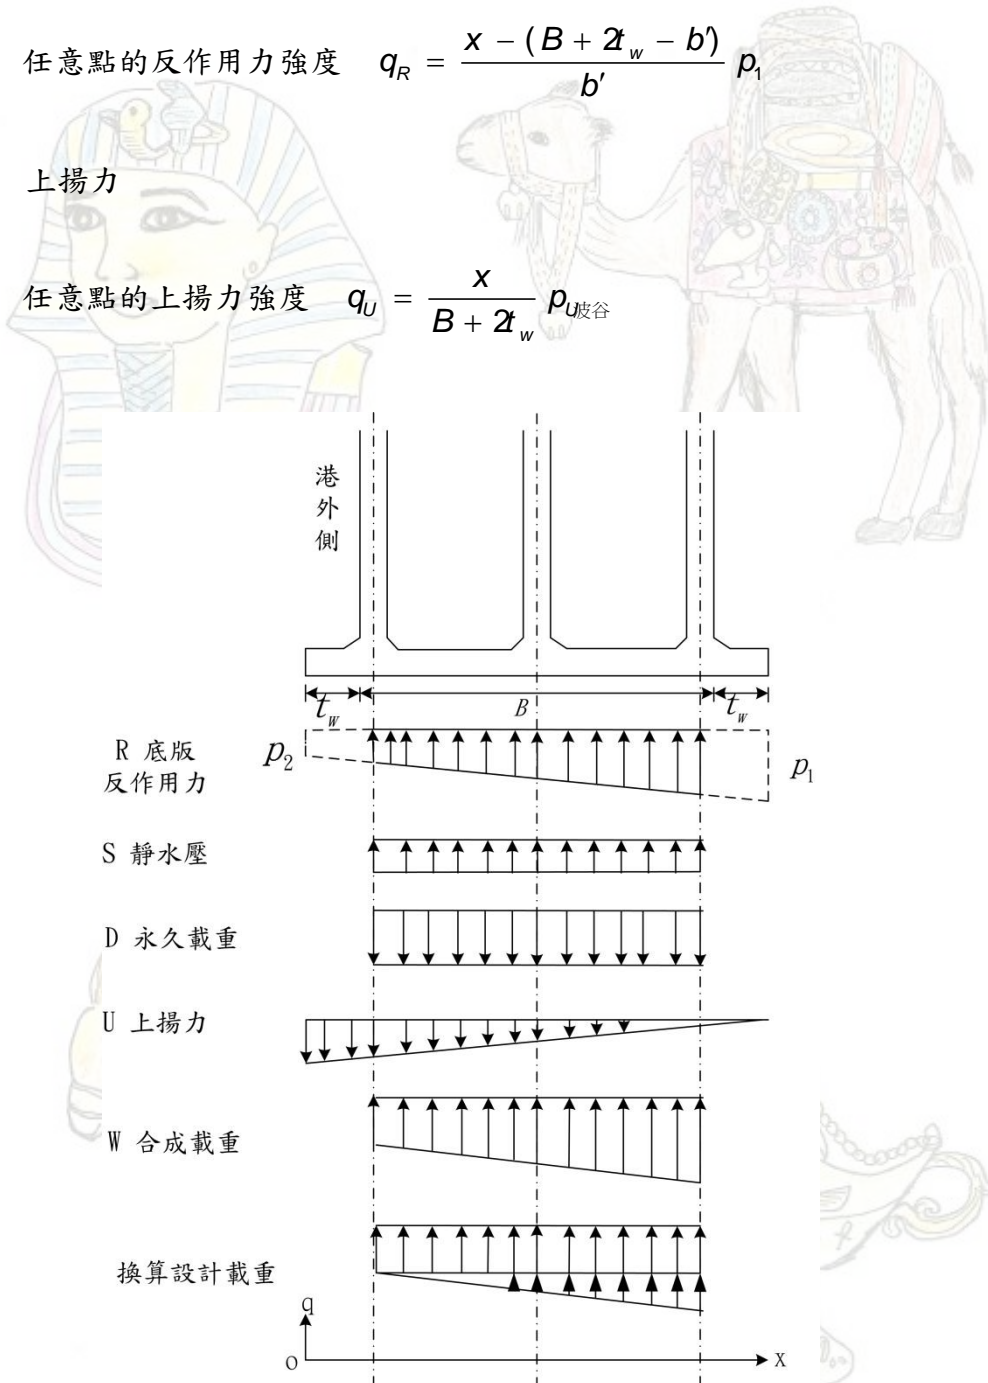 任意點的反作用力強度 q_R = \frac{x - (B + 2t_w - b')}{b'} p_1
上揚力
任意點的上揚力強度 q_U = \frac{x}{B + 2t_w} p_{U波谷}
港外側
t_w B t_w
R 底版
反作用力
p_2 p_1
S 靜水壓
D 永久載重
U 上揚力
W 合成載重
換算設計載重
q
O X